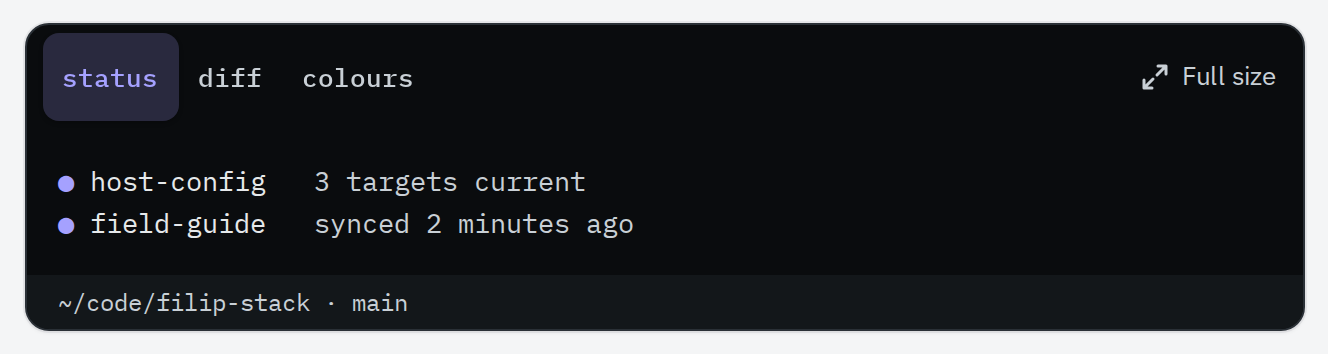 status diff colours Full size
● host-config 3 targets current
● field-guide synced 2 minutes ago
~/code/filip-stack · main